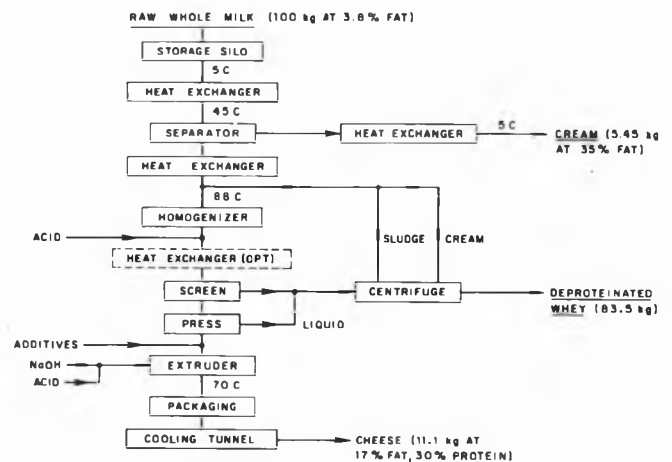 RAW WHOLE MILK (100 kg AT 3.8% FAT)
STORAGE SILO
5 C
HEAT EXCHANGER
45 C
SEPARATOR
HEAT EXCHANGER
5 C
CREAM (5.45 kg
AT 35% FAT)
HEAT EXCHANGER
88 C
HOMOGENIZER
ACID
SLUDGE
CREAM
HEAT EXCHANGER (OPT)
SCREEN
CENTRIFUGE
DEPROTEINATED
WHEY (83.5 kg)
PRESS
LIQUID
ADDITIVES
NaOH
EXTRUDER
ACID
70 C
PACKAGING
COOLING TUNNEL
CHEESE (11.1 kg AT
17% FAT, 30% PROTEIN)